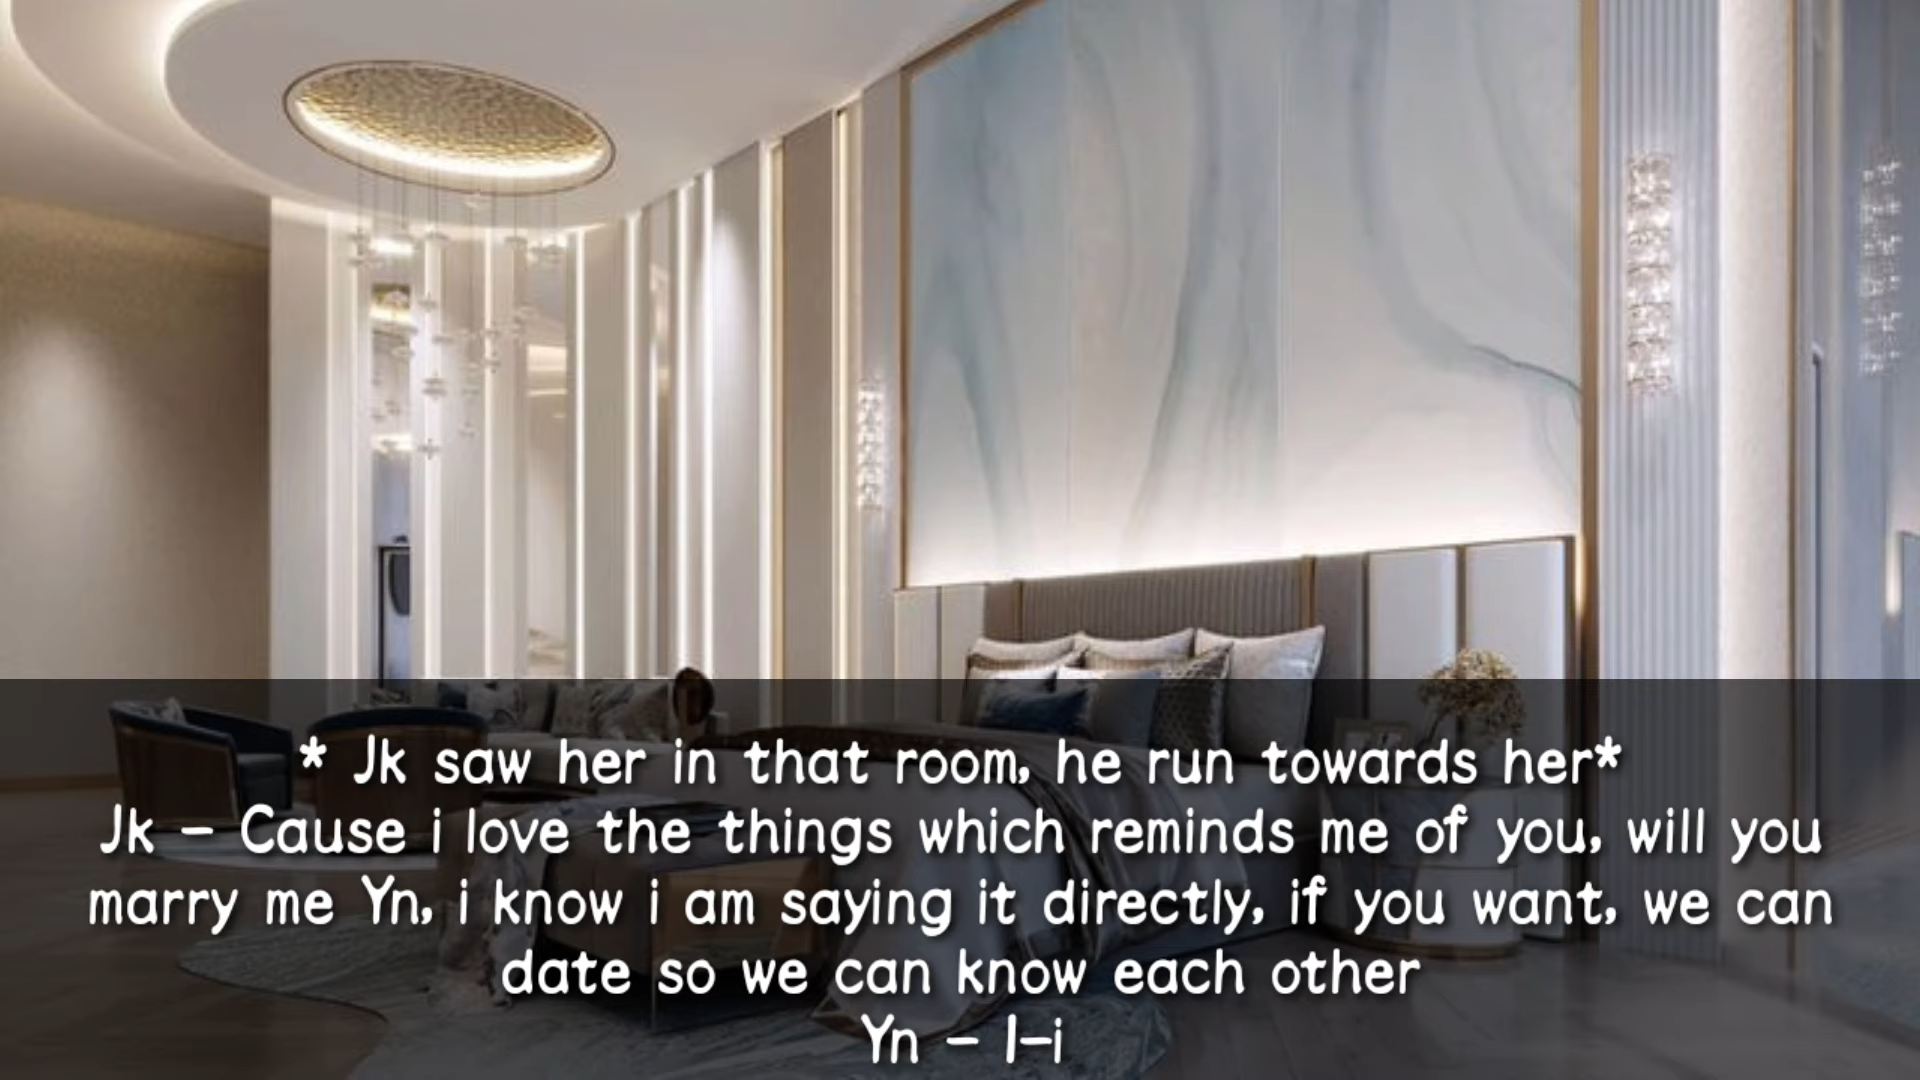 * Jk saw her in that room, he run towards her*
Jk - Cause i love the things which reminds me of you, will you
marry me Yn, i know i am saying it directly, if you want, we can
date so we can know each other
Yn - I-i